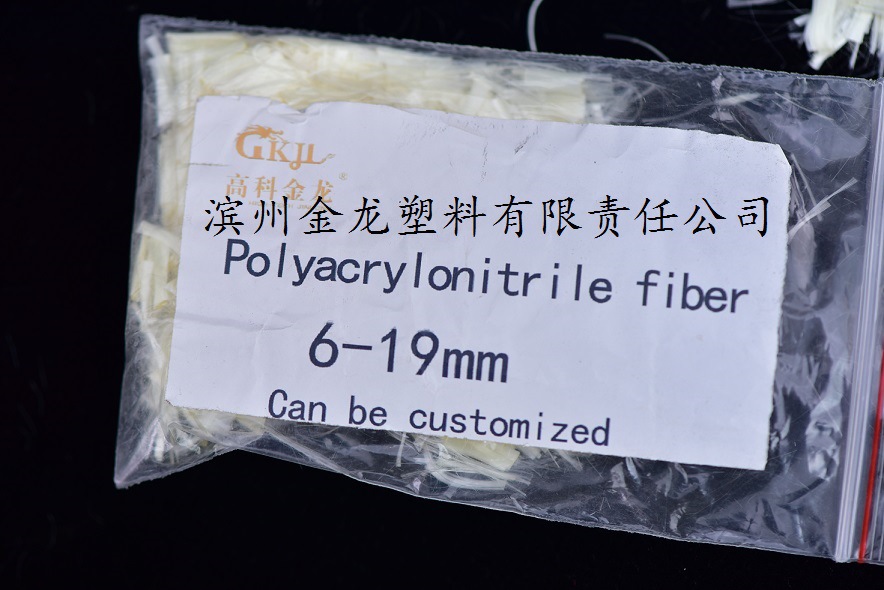 GKJL
高科金龙®
滨州金龙塑料有限责任公司
Polyacrylonitrile fiber
6-19mm
Can be customized